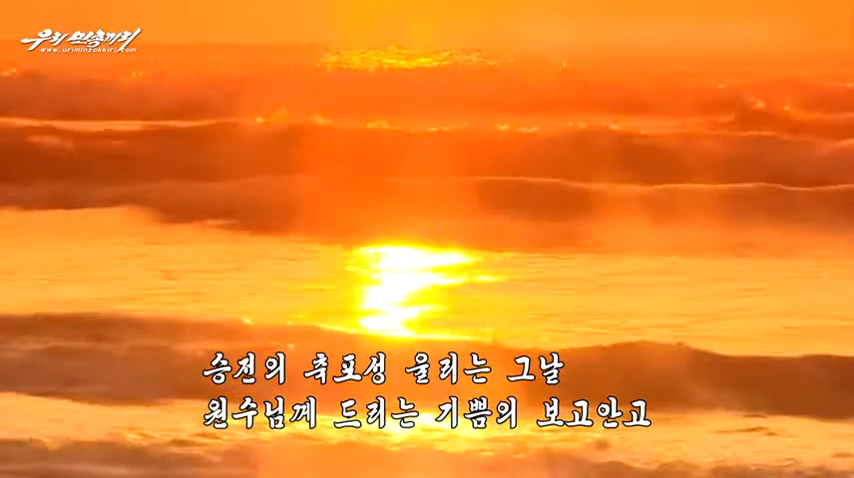 우리 민족끼리
www.uriminzokkiri.com
승전의 축포성 울리는 그날
원수님께 드리는 기쁨의 보고안고